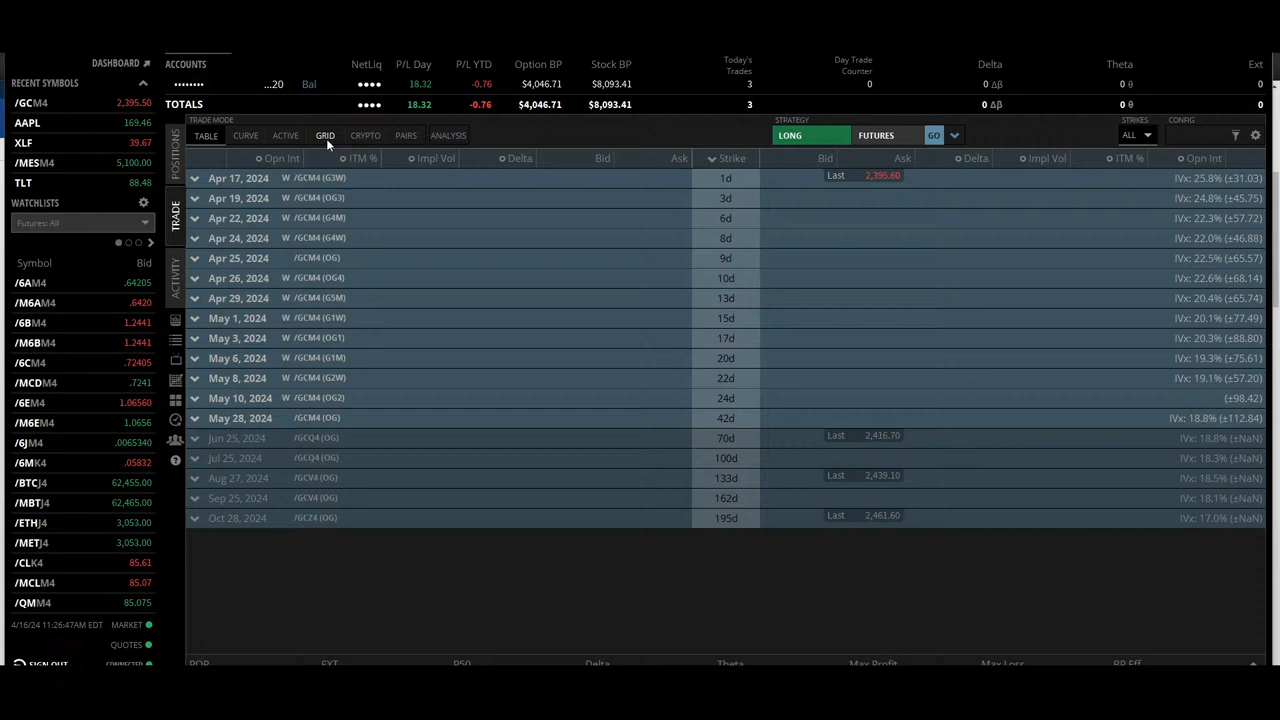 DASHBOARD
RECENT SYMBOLS
/GCM4 2,395.50
AAPL 169.46
XLF 39.67
/MESM4 5,100.00
TLT 88.48
WATCHLISTS
Futures: All
Symbol Bid
/6AM4 .64205
/M6AM4 .6420
/6BM4 1.2441
/M6BM4 1.2441
/6CM4 .72405
/MCDM4 .7241
/6EM4 1.06560
/M6EM4 1.0656
/6JM4 .0065340
/6MK4 .05832
/BTCJ4 62,455.00
/MBTJ4 62,465.00
/ETHJ4 3,053.00
/METJ4 3,053.00
/CLK4 85.61
/MCLM4 85.07
/QMM4 85.075
4/16/24 11:26:47AM EDT MARKET
QUOTES
SIGN OUT CONNECTED
POSITIONS
TRADE
ACTIVITY
ACCOUNTS NetLiq P/L Day P/L YTD Option BP Stock BP Today's Trades Day Trade Counter Delta Theta Ext
•••••••• ...20 Bal •••• 18.32 -0.76 $4,046.71 $8,093.41 3 0 0 Δβ 0 θ 0
TOTALS •••• 18.32 -0.76 $4,046.71 $8,093.41 3 0 Δβ 0 θ 0
TRADE MODE STRATEGY STRIKES CONFIG
TABLE CURVE ACTIVE GRID CRYPTO PAIRS ANALYSIS LONG FUTURES GO ALL
Opn Int ITM % Impl Vol Delta Bid Ask Strike Bid Ask Delta Impl Vol ITM % Opn Int
Apr 17, 2024 W /GCM4 (G3W) 1d Last 2,395.60 IVx: 25.8% (±31.03)
Apr 19, 2024 W /GCM4 (OG3) 3d IVx: 24.8% (±45.75)
Apr 22, 2024 W /GCM4 (G4M) 6d IVx: 22.3% (±57.72)
Apr 24, 2024 W /GCM4 (G4W) 8d IVx: 22.0% (±46.88)
Apr 25, 2024 /GCM4 (OG) 9d IVx: 22.5% (±65.57)
Apr 26, 2024 W /GCM4 (OG4) 10d IVx: 22.6% (±68.14)
Apr 29, 2024 W /GCM4 (G5M) 13d IVx: 20.4% (±65.74)
May 1, 2024 W /GCM4 (G1W) 15d IVx: 20.1% (±77.49)
May 3, 2024 W /GCM4 (OG1) 17d IVx: 20.3% (±88.80)
May 6, 2024 W /GCM4 (G1M) 20d IVx: 19.3% (±75.61)
May 8, 2024 W /GCM4 (G2W) 22d IVx: 19.1% (±57.20)
May 10, 2024 W /GCM4 (OG2) 24d (±98.42)
May 28, 2024 /GCM4 (OG) 42d IVx: 18.8% (±112.84)
Jun 25, 2024 /GCQ4 (OG) 70d Last 2,416.70 IVx: 18.8% (±NaN)
Jul 25, 2024 /GCQ4 (OG) 100d IVx: 18.3% (±NaN)
Aug 27, 2024 /GCV4 (OG) 133d Last 2,439.10 IVx: 18.5% (±NaN)
Sep 25, 2024 /GCV4 (OG) 162d IVx: 18.1% (±NaN)
Oct 28, 2024 /GCZ4 (OG) 195d Last 2,461.60 IVx: 17.0% (±NaN)
POP EXT P50 Delta Theta Max Profit Max Loss BP Eff